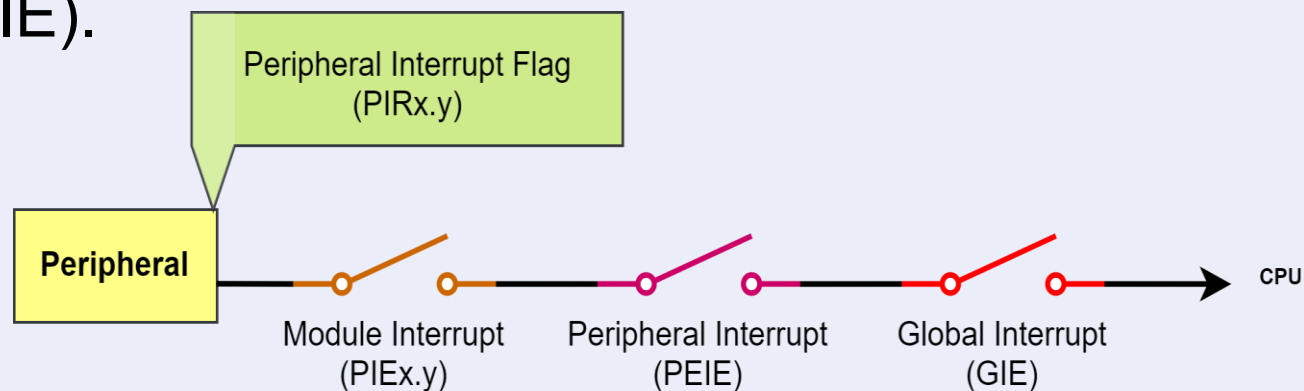 IE).
Peripheral Interrupt Flag
(PIRx.y)
Peripheral
CPU
Module Interrupt
(PIEx.y)
Peripheral Interrupt
(PEIE)
Global Interrupt
(GIE)